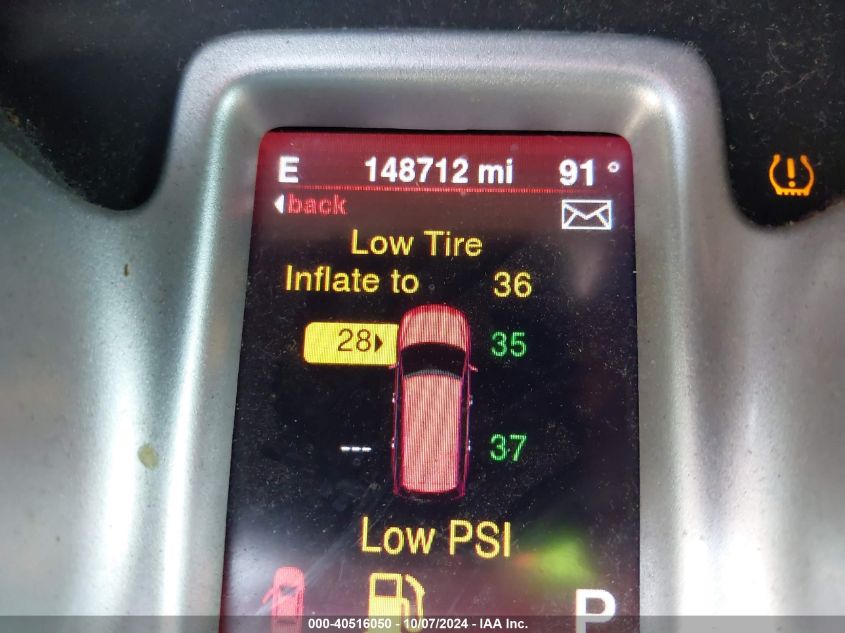 E 148712 mi 91 °
back
Low Tire
Inflate to 36
28 35
--- 37
Low PSI
P
000-40516050 - 10/07/2024 - IAA Inc.